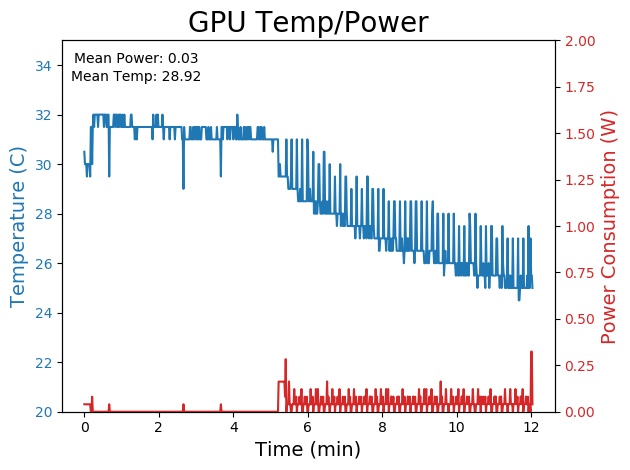 GPU Temp/Power
Mean Power: 0.03
Mean Temp: 28.92
34
32
30
28
26
24
22
20
Temperature (C)
2.00
1.75
1.50
1.25
1.00
0.75
0.50
0.25
0.00
Power Consumption (W)
0 2 4 6 8 10 12
Time (min)